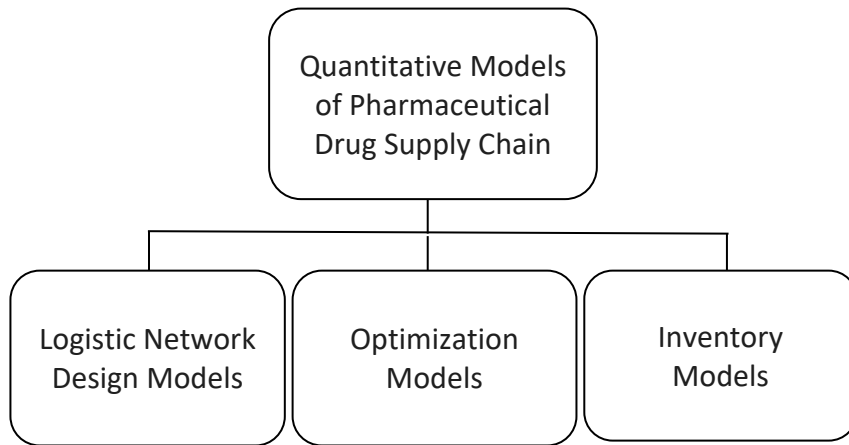 Quantitative Models
of Pharmaceutical
Drug Supply Chain
Logistic Network
Design Models
Optimization
Models
Inventory
Models